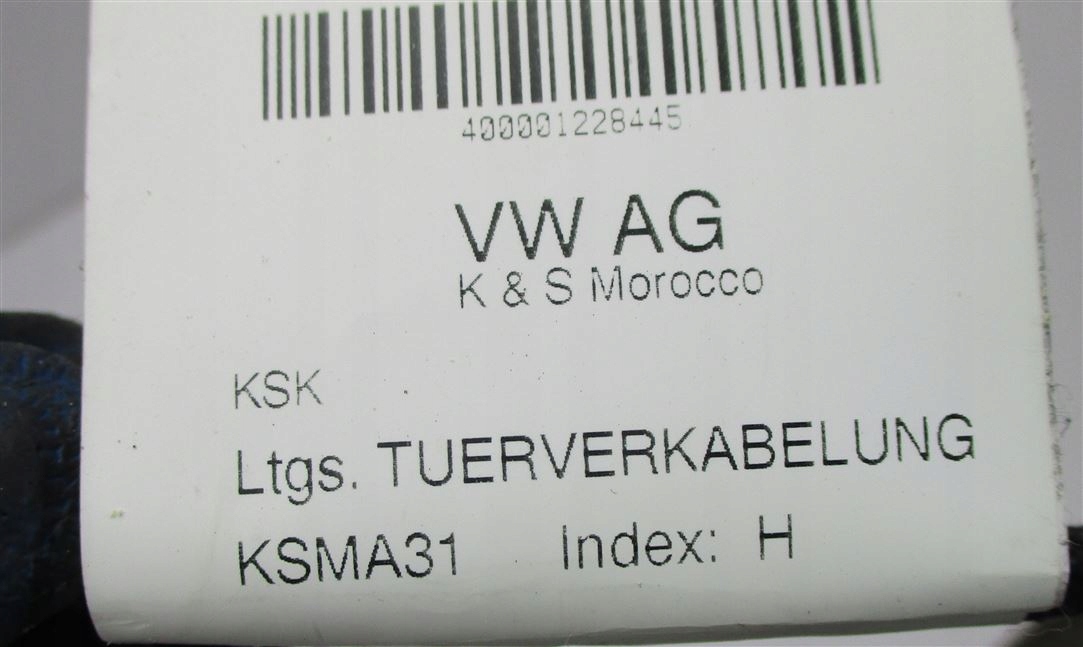 400001228445
VW AG
K & S Morocco
KSK
Ltgs. TUERVERKABELUNG
KSMA31 Index: H